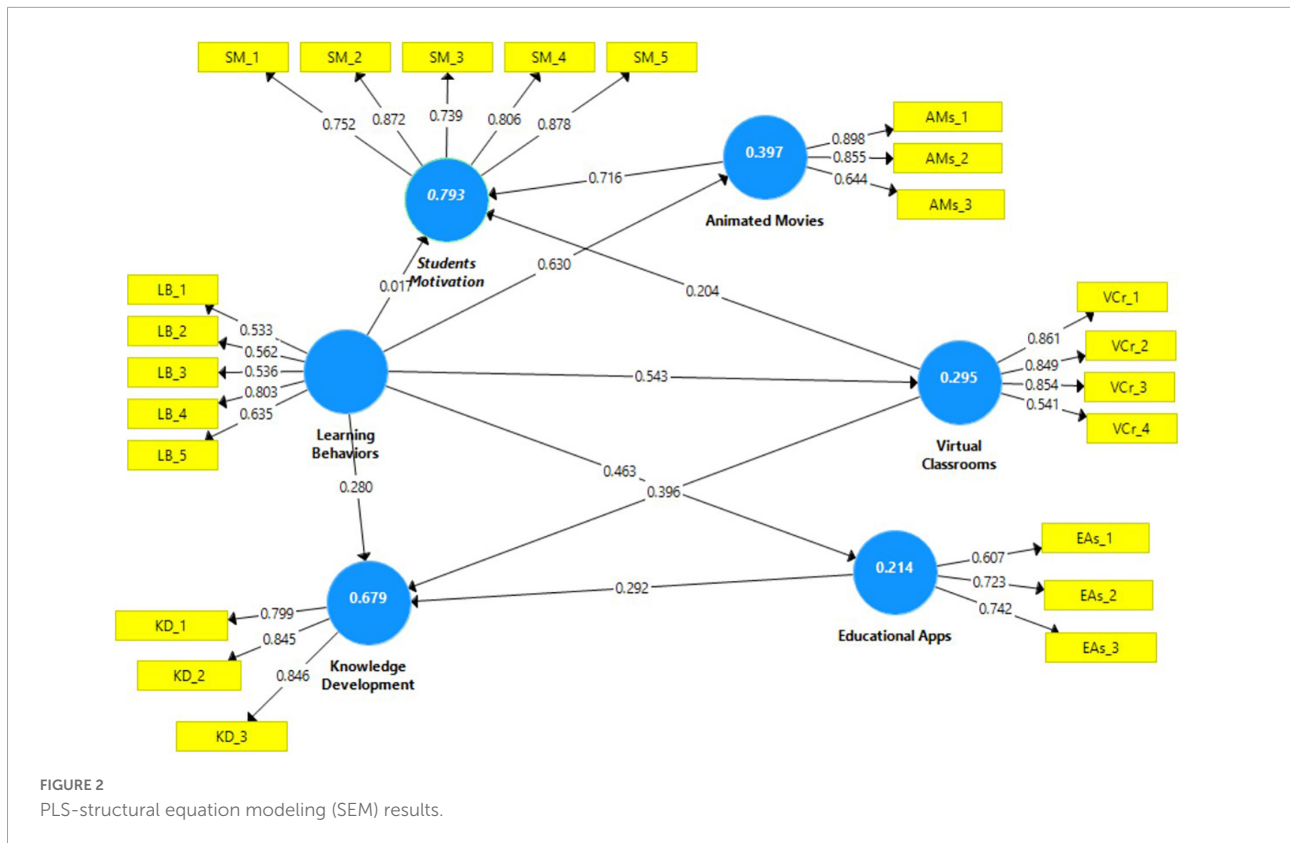 SM_1
SM_2
SM_3
SM_4
SM_5
0.752
0.872
0.739
0.806
0.878
0.793
Students
Motivation
0.397
Animated Movies
0.898
0.855
0.644
AMs_1
AMs_2
AMs_3
0.716
0.630
0.017
0.204
LB_1
LB_2
LB_3
LB_4
LB_5
0.533
0.562
0.536
0.803
0.635
Learning
Behaviors
0.543
0.295
Virtual
Classrooms
0.861
0.849
0.854
0.541
VCr_1
VCr_2
VCr_3
VCr_4
0.280
0.463
0.396
0.679
Knowledge
Development
0.799
0.845
0.846
KD_1
KD_2
KD_3
0.292
0.214
Educational Apps
0.607
0.723
0.742
EAs_1
EAs_2
EAs_3
FIGURE 2
PLS-structural equation modeling (SEM) results.